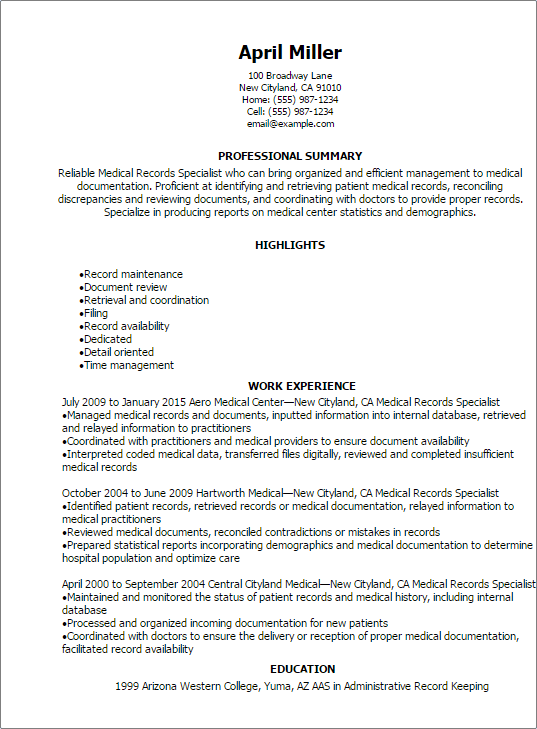 April Miller
100 Broadway Lane
New Cityland, CA 91010
Home: (555) 987-1234
Cell: (555) 987-1234
email@example.com
PROFESSIONAL SUMMARY
Reliable Medical Records Specialist who can bring organized and efficient management to medical
documentation. Proficient at identifying and retrieving patient medical records, reconciling
discrepancies and reviewing documents, and coordinating with doctors to provide proper records.
Specialize in producing reports on medical center statistics and demographics.
HIGHLIGHTS
•Record maintenance
•Document review
•Retrieval and coordination
•Filing
•Record availability
•Dedicated
•Detail oriented
•Time management
WORK EXPERIENCE
July 2009 to January 2015 Aero Medical Center—New Cityland, CA Medical Records Specialist
•Managed medical records and documents, inputted information into internal database, retrieved
and relayed information to practitioners
•Coordinated with practitioners and medical providers to ensure document availability
•Interpreted coded medical data, transferred files digitally, reviewed and completed insufficient
medical records
October 2004 to June 2009 Hartworth Medical—New Cityland, CA Medical Records Specialist
•Identified patient records, retrieved records or medical documentation, relayed information to
medical practitioners
•Reviewed medical documents, reconciled contradictions or mistakes in records
•Prepared statistical reports incorporating demographics and medical documentation to determine
hospital population and optimize care
April 2000 to September 2004 Central Cityland Medical—New Cityland, CA Medical Records Specialist
•Maintained and monitored the status of patient records and medical history, including internal
database
•Processed and organized incoming documentation for new patients
•Coordinated with doctors to ensure the delivery or reception of proper medical documentation,
facilitated record availability
EDUCATION
1999 Arizona Western College, Yuma, AZ AAS in Administrative Record Keeping